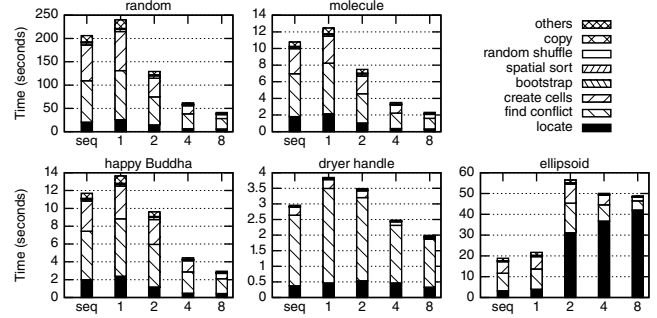 random
Time (seconds)
250
200
150
100
50
0
seq 1 2 4 8
molecule
14
12
10
8
6
4
2
0
seq 1 2 4 8
others
copy
random shuffle
spatial sort
bootstrap
create cells
find conflict
locate
happy Buddha
Time (seconds)
14
12
10
8
6
4
2
0
seq 1 2 4 8
dryer handle
4
3.5
3
2.5
2
1.5
1
0.5
0
seq 1 2 4 8
ellipsoid
60
50
40
30
20
10
0
seq 1 2 4 8